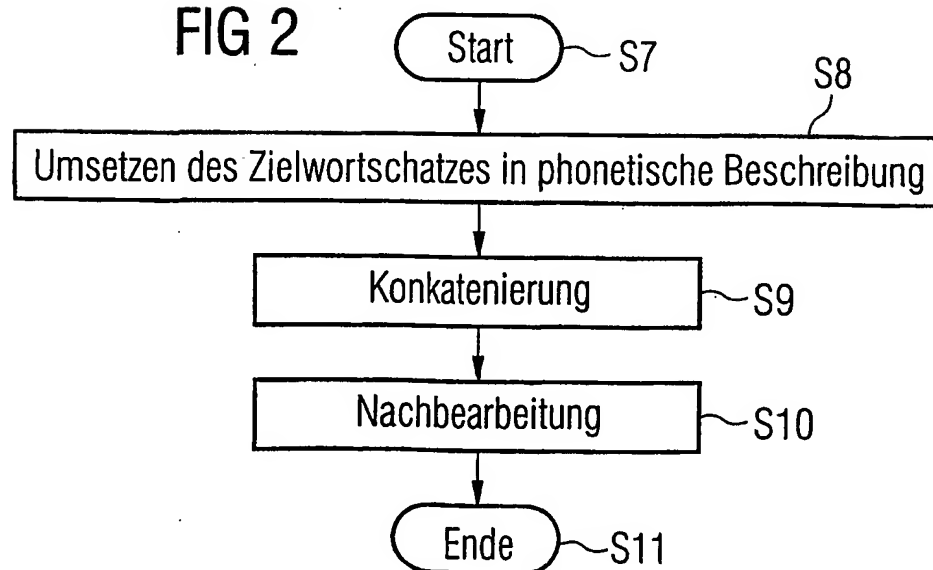 FIG 2
Start
S7
S8
Umsetzen des Zielwortschatzes in phonetische Beschreibung
Konkatenierung
S9
Nachbearbeitung
S10
Ende
S11